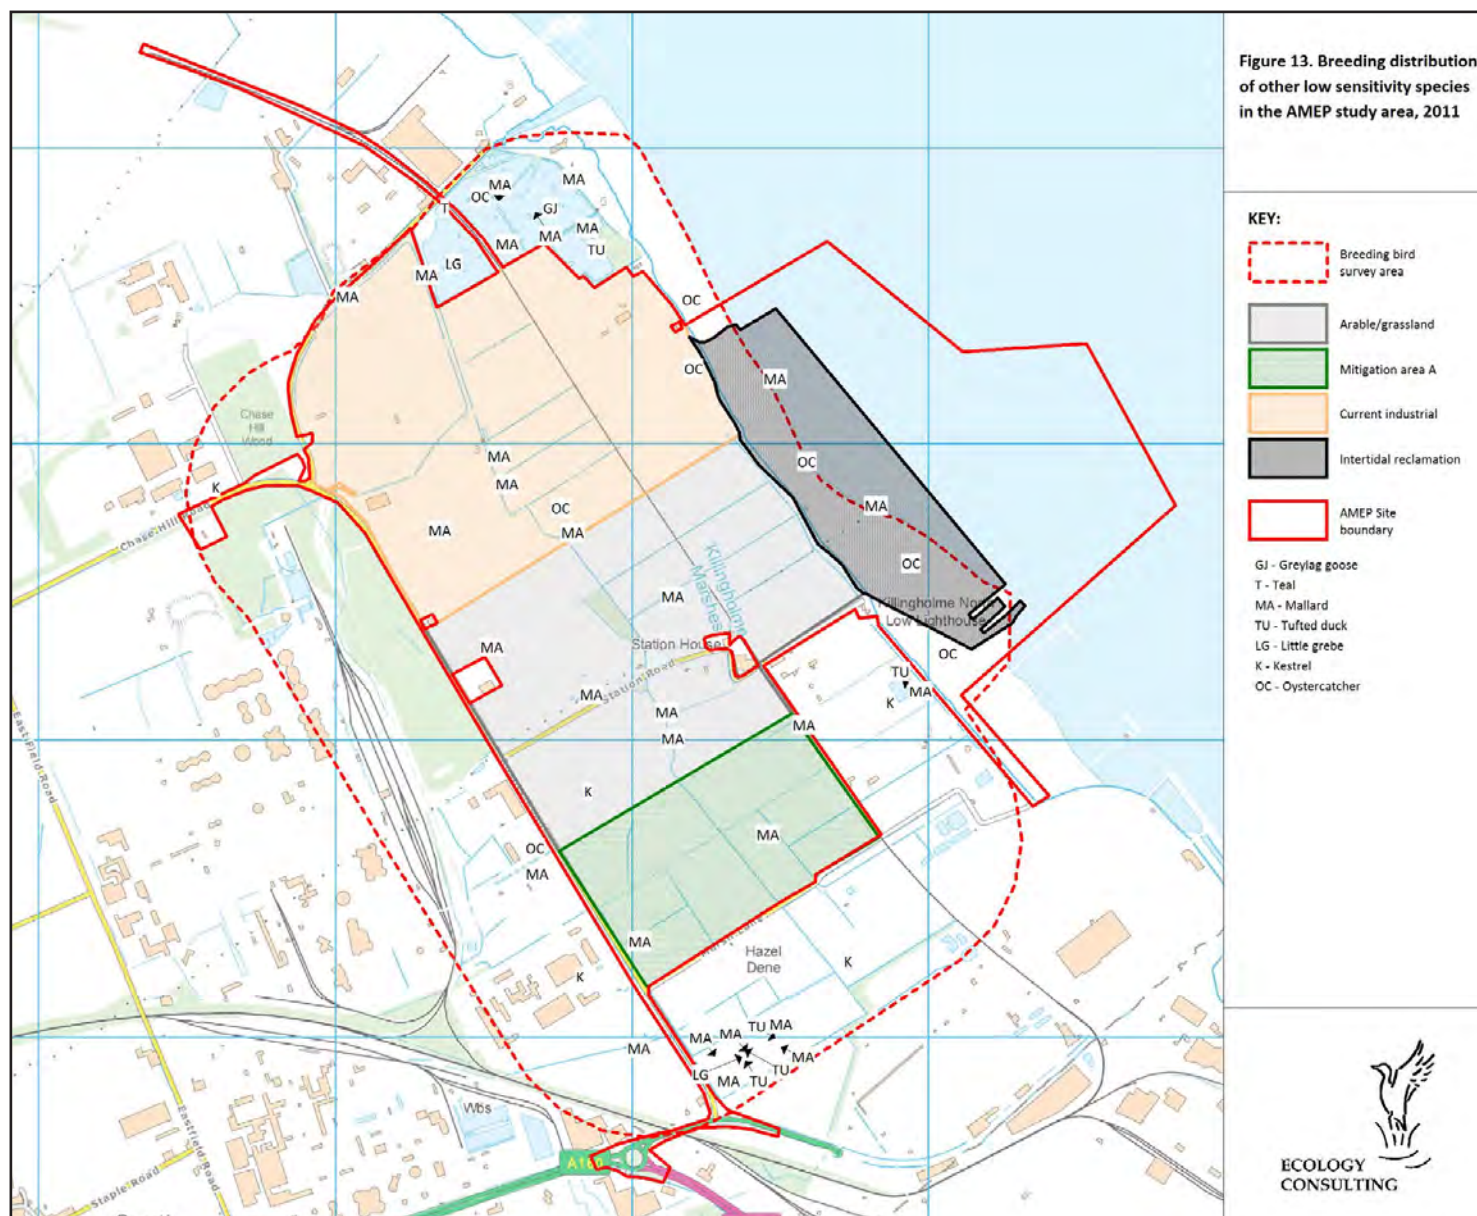 Figure 13. Breeding distribution
of other low sensitivity species
in the AMEP study area, 2011
KEY:
Breeding bird
survey area
Arable/grassland
Mitigation area A
Current industrial
Intertidal reclamation
AMEP Site
boundary
GJ - Greylag goose
T - Teal
MA - Mallard
TU - Tufted duck
LG - Little grebe
K - Kestrel
OC - Oystercatcher
ECOLOGY
CONSULTING
MA
MA
OC
GJ
T
MA
MA
MA
MA
TU
LG
MA
MA
OC
OC
MA
Chase
Hill
Wood
MA
OC
K
MA
OC
MA
Chase Hill Road
MA
MA
OC
Killingholme
Marshes
MA
Killingholme
Low Lighthouse
MA
Station House
OC
TU
MA
K
MA
Station Road
MA
MA
MA
East Field Road
K
MA
OC
MA
MA
Hazel
Dene
K
K
MA
MA
TU
MA
MA
MA
LG
MA
TU
TU
Wks
Eastfield Road
Staple Road